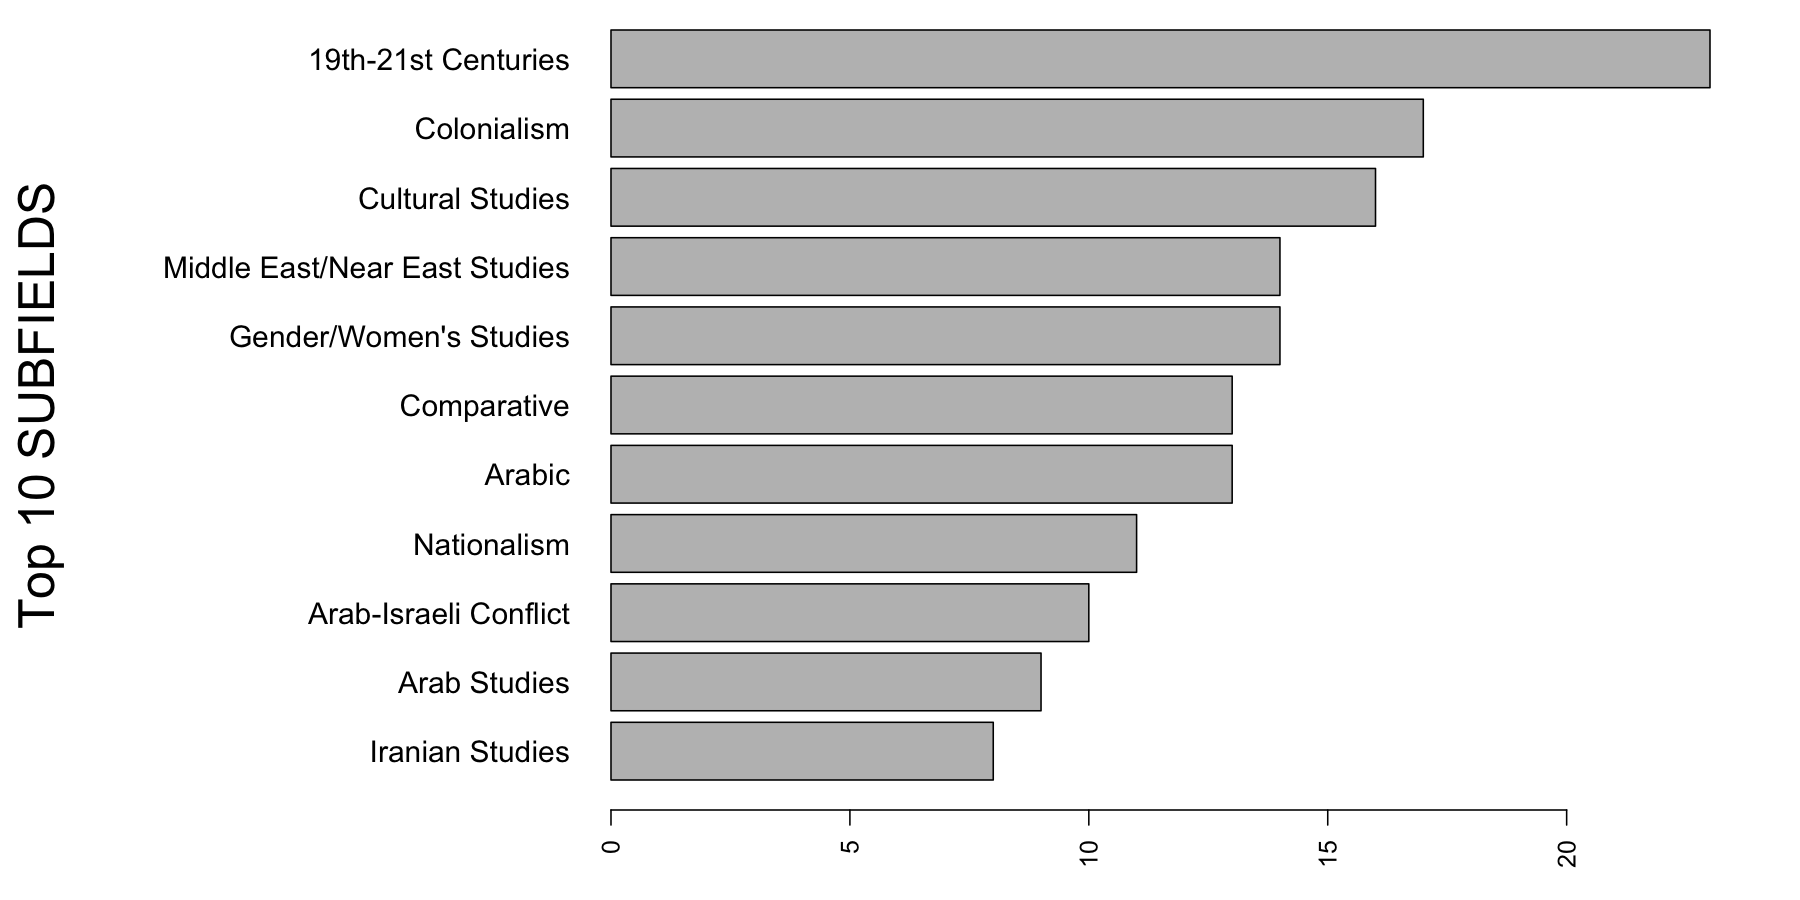 Top 10 SUBFIELDS
19th-21st Centuries
Colonialism
Cultural Studies
Middle East/Near East Studies
Gender/Women's Studies
Comparative
Arabic
Nationalism
Arab-Israeli Conflict
Arab Studies
Iranian Studies
0 5 10 15 20